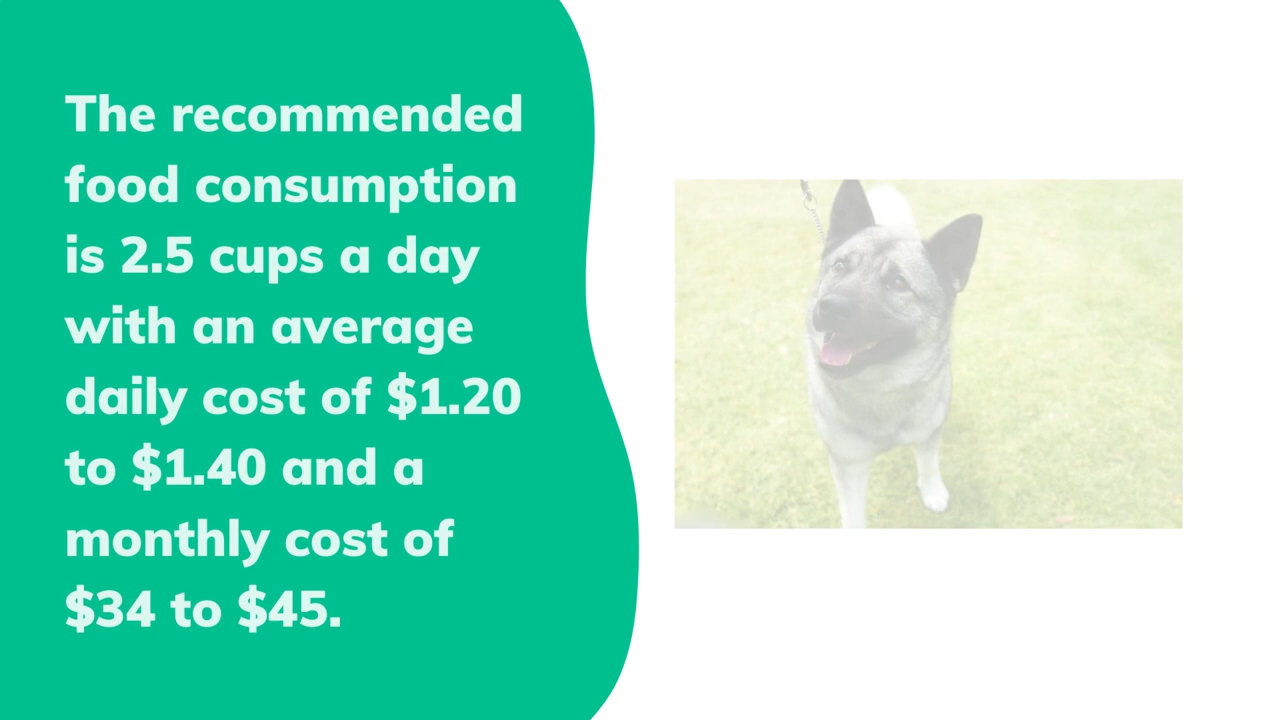 The recommended
food consumption
is 2.5 cups a day
with an average
daily cost of $1.20
to $1.40 and a
monthly cost of
$34 to $45.